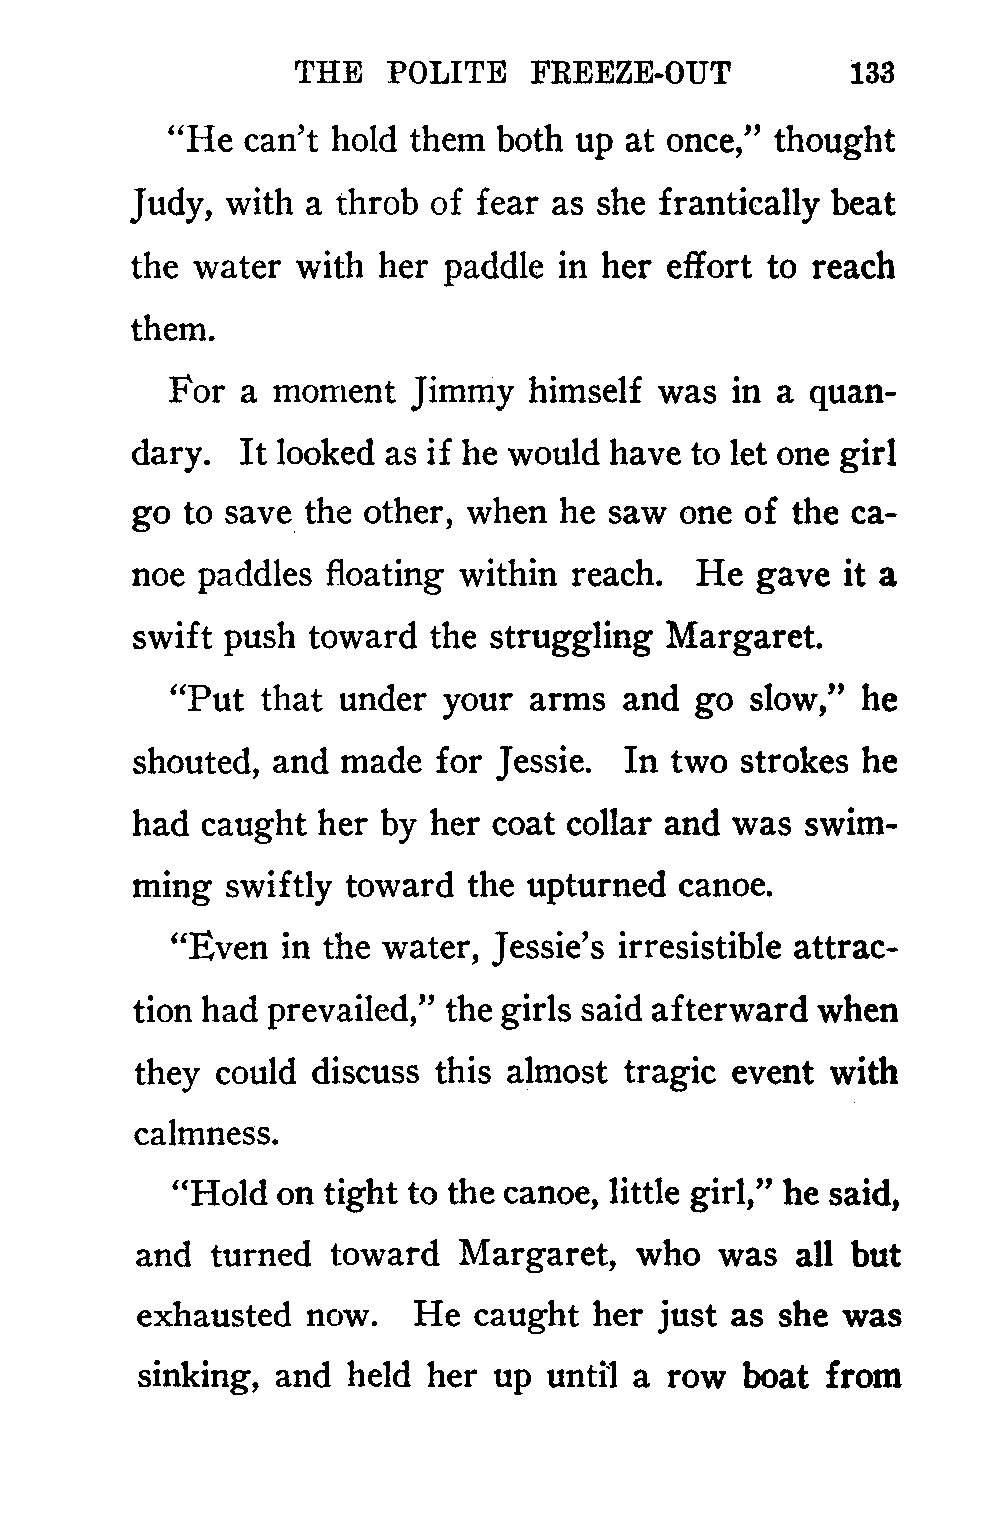 THE POLITE FREEZE-OUT 133
"He can't hold them both up at once," thought
Judy, with a throb of fear as she frantically beat
the water with her paddle in her effort to reach
them.
For a moment Jimmy himself was in a quan-
dary. It looked as if he would have to let one girl
go to save the other, when he saw one of the ca-
noe paddles floating within reach. He gave it a
swift push toward the struggling Margaret.
"Put that under your arms and go slow," he
shouted, and made for Jessie. In two strokes he
had caught her by her coat collar and was swim-
ming swiftly toward the upturned canoe.
"Even in the water, Jessie's irresistible attrac-
tion had prevailed," the girls said afterward when
they could discuss this almost tragic event with
calmness.
"Hold on tight to the canoe, little girl," he said,
and turned toward Margaret, who was all but
exhausted now. He caught her just as she was
sinking, and held her up until a row boat from